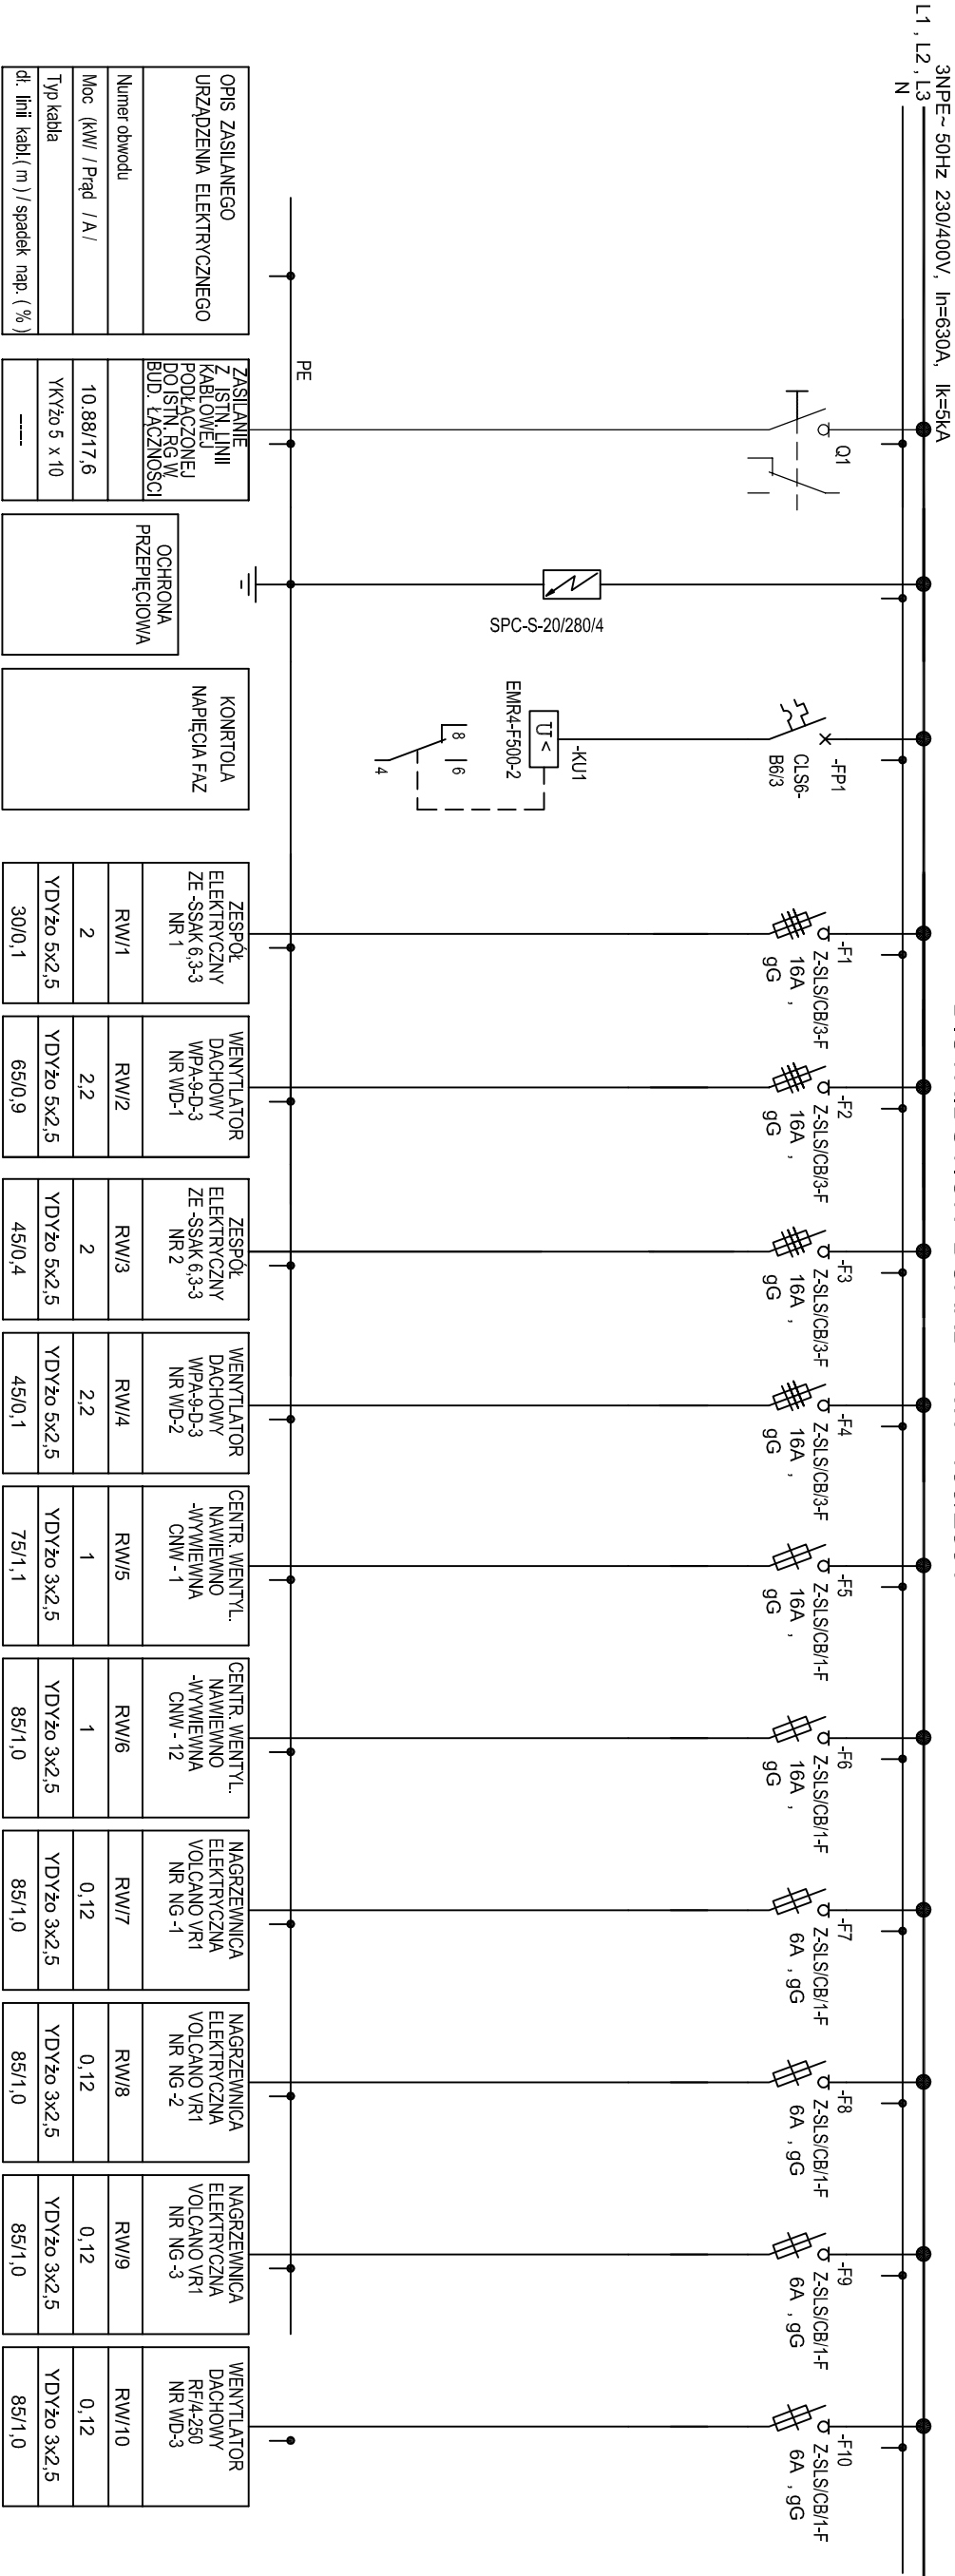 3NPE~ 50Hz 230/400V, In=630A, Ik=5kA
L1 , L2 , L3
N
Q1
SPC-S-20/280/4
-FP1
CLS6-
B6/3
-KU1
U <
EMR4-F500-2
8
6
4
-F1
Z-SLS/CB/3-F
16A ,
gG
-F2
Z-SLS/CB/3-F
16A ,
gG
-F3
Z-SLS/CB/3-F
16A ,
gG
-F4
Z-SLS/CB/3-F
16A ,
gG
-F5
Z-SLS/CB/1-F
16A ,
gG
-F6
Z-SLS/CB/1-F
16A ,
gG
-F7
Z-SLS/CB/1-F
6A , gG
-F8
Z-SLS/CB/1-F
6A , gG
-F9
Z-SLS/CB/1-F
6A , gG
-F10
Z-SLS/CB/1-F
6A , gG
PE
OPIS ZASILANEGO
URZĄDZENIA ELEKTRYCZNEGO
Numer obwodu
Moc (kW/ / Prąd / A /
Typ kabla
dł. linii kabl.( m ) / spadek nap. ( % )
ZASILANIE
Z ISTN. LINII
KABLOWEJ
PODŁĄCZONEJ
DO ISTN. RG W
BUD. ŁĄCZNOŚCI
10.88/17,6
YKYżo 5 x 10
-----
OCHRONA
PRZEPIĘCIOWA
KONRTOLA
NAPIĘCIA FAZ
ZESPÓŁ
ELEKTRYCZNY
ZE -SSAK 6,3-3
NR 1
RW/1
2
YDYżo 5x2,5
30/0,1
WENYTLATOR
DACHOWY
WPA-9-D-3
NR WD-1
RW/2
2,2
YDYżo 5x2,5
65/0,9
ZESPÓŁ
ELEKTRYCZNY
ZE -SSAK 6,3-3
NR 2
RW/3
2
YDYżo 5x2,5
45/0,4
WENYTLATOR
DACHOWY
WPA-9-D-3
NR WD-2
RW/4
2,2
YDYżo 5x2,5
45/0,1
CENTR. WENTYL.
NAWIEWNO
-WYWIEWNA
CNW - 1
RW/5
1
YDYżo 3x2,5
75/1,1
CENTR. WENTYL.
NAWIEWNO
-WYWIEWNA
CNW - 12
RW/6
1
YDYżo 3x2,5
85/1,0
NAGRZEWNICA
ELEKTRYCZNA
VOLCANO VR1
NR NG -1
RW/7
0,12
YDYżo 3x2,5
85/1,0
NAGRZEWNICA
ELEKTRYCZNA
VOLCANO VR1
NR NG -2
RW/8
0,12
YDYżo 3x2,5
85/1,0
NAGRZEWNICA
ELEKTRYCZNA
VOLCANO VR1
NR NG -3
RW/9
0,12
YDYżo 3x2,5
85/1,0
WENYTLATOR
DACHOWY
RF/4-250
NR WD-3
RW/10
0,12
YDYżo 3x2,5
85/1,0